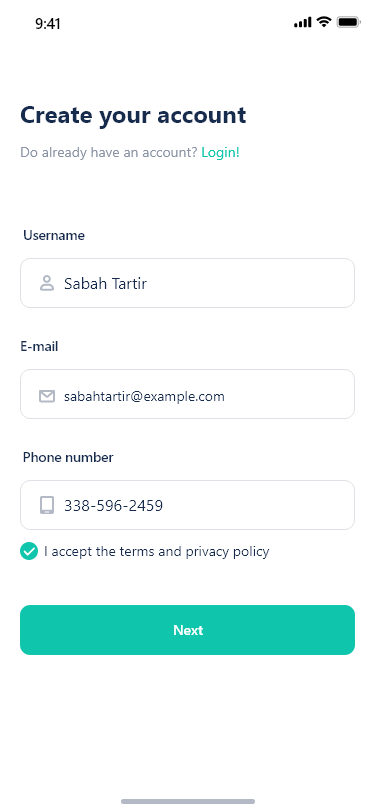 9:41
Create your account
Do already have an account? Login!
Username
Sabah Tartir
E-mail
sabahtartir@example.com
Phone number
338-596-2459
I accept the terms and privacy policy
Next